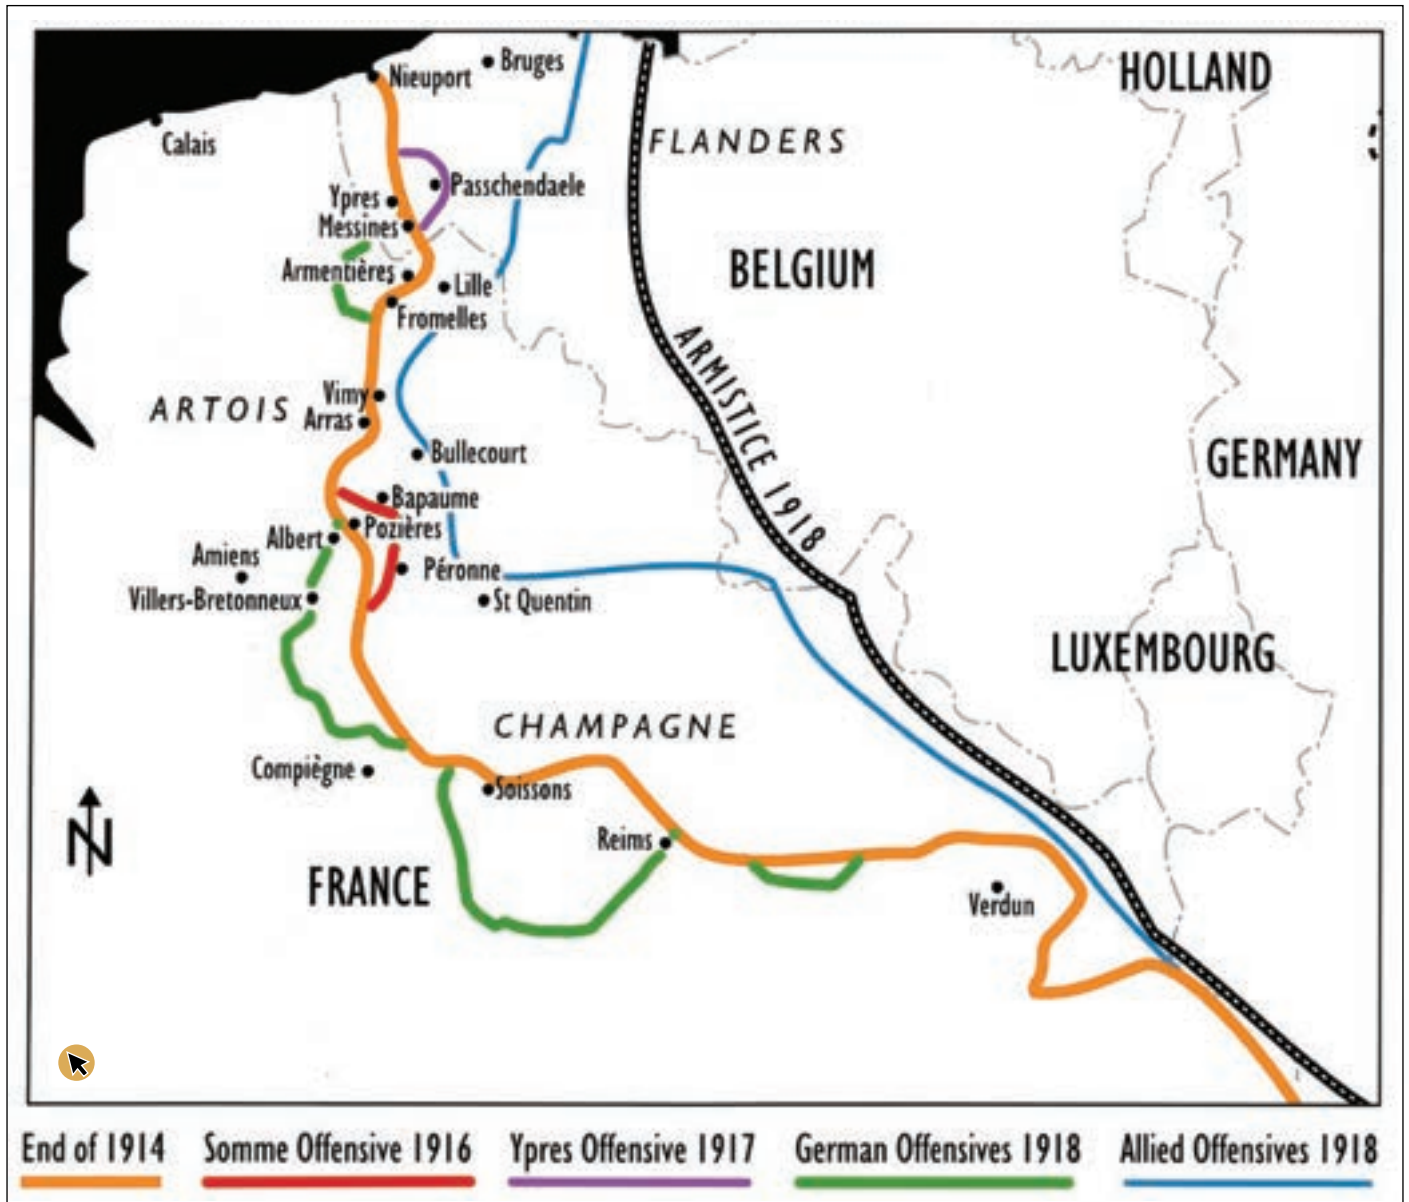 Bruges
HOLLAND
Nieuport
Calais
FLANDERS
Passchendaele
Ypres
Messines
BELGIUM
Armentières
Lille
Fromelles
ARMISTICE 1918
Vimy
ARTOIS
Arras
Bullecourt
GERMANY
Bapaume
Pozières
Albert
Amiens
Péronne
Villers-Bretonneux
St Quentin
LUXEMBOURG
CHAMPAGNE
Compiègne
Soissons
N
Reims
FRANCE
Verdun
End of 1914
Somme Offensive 1916
Ypres Offensive 1917
German Offensives 1918
Allied Offensives 1918